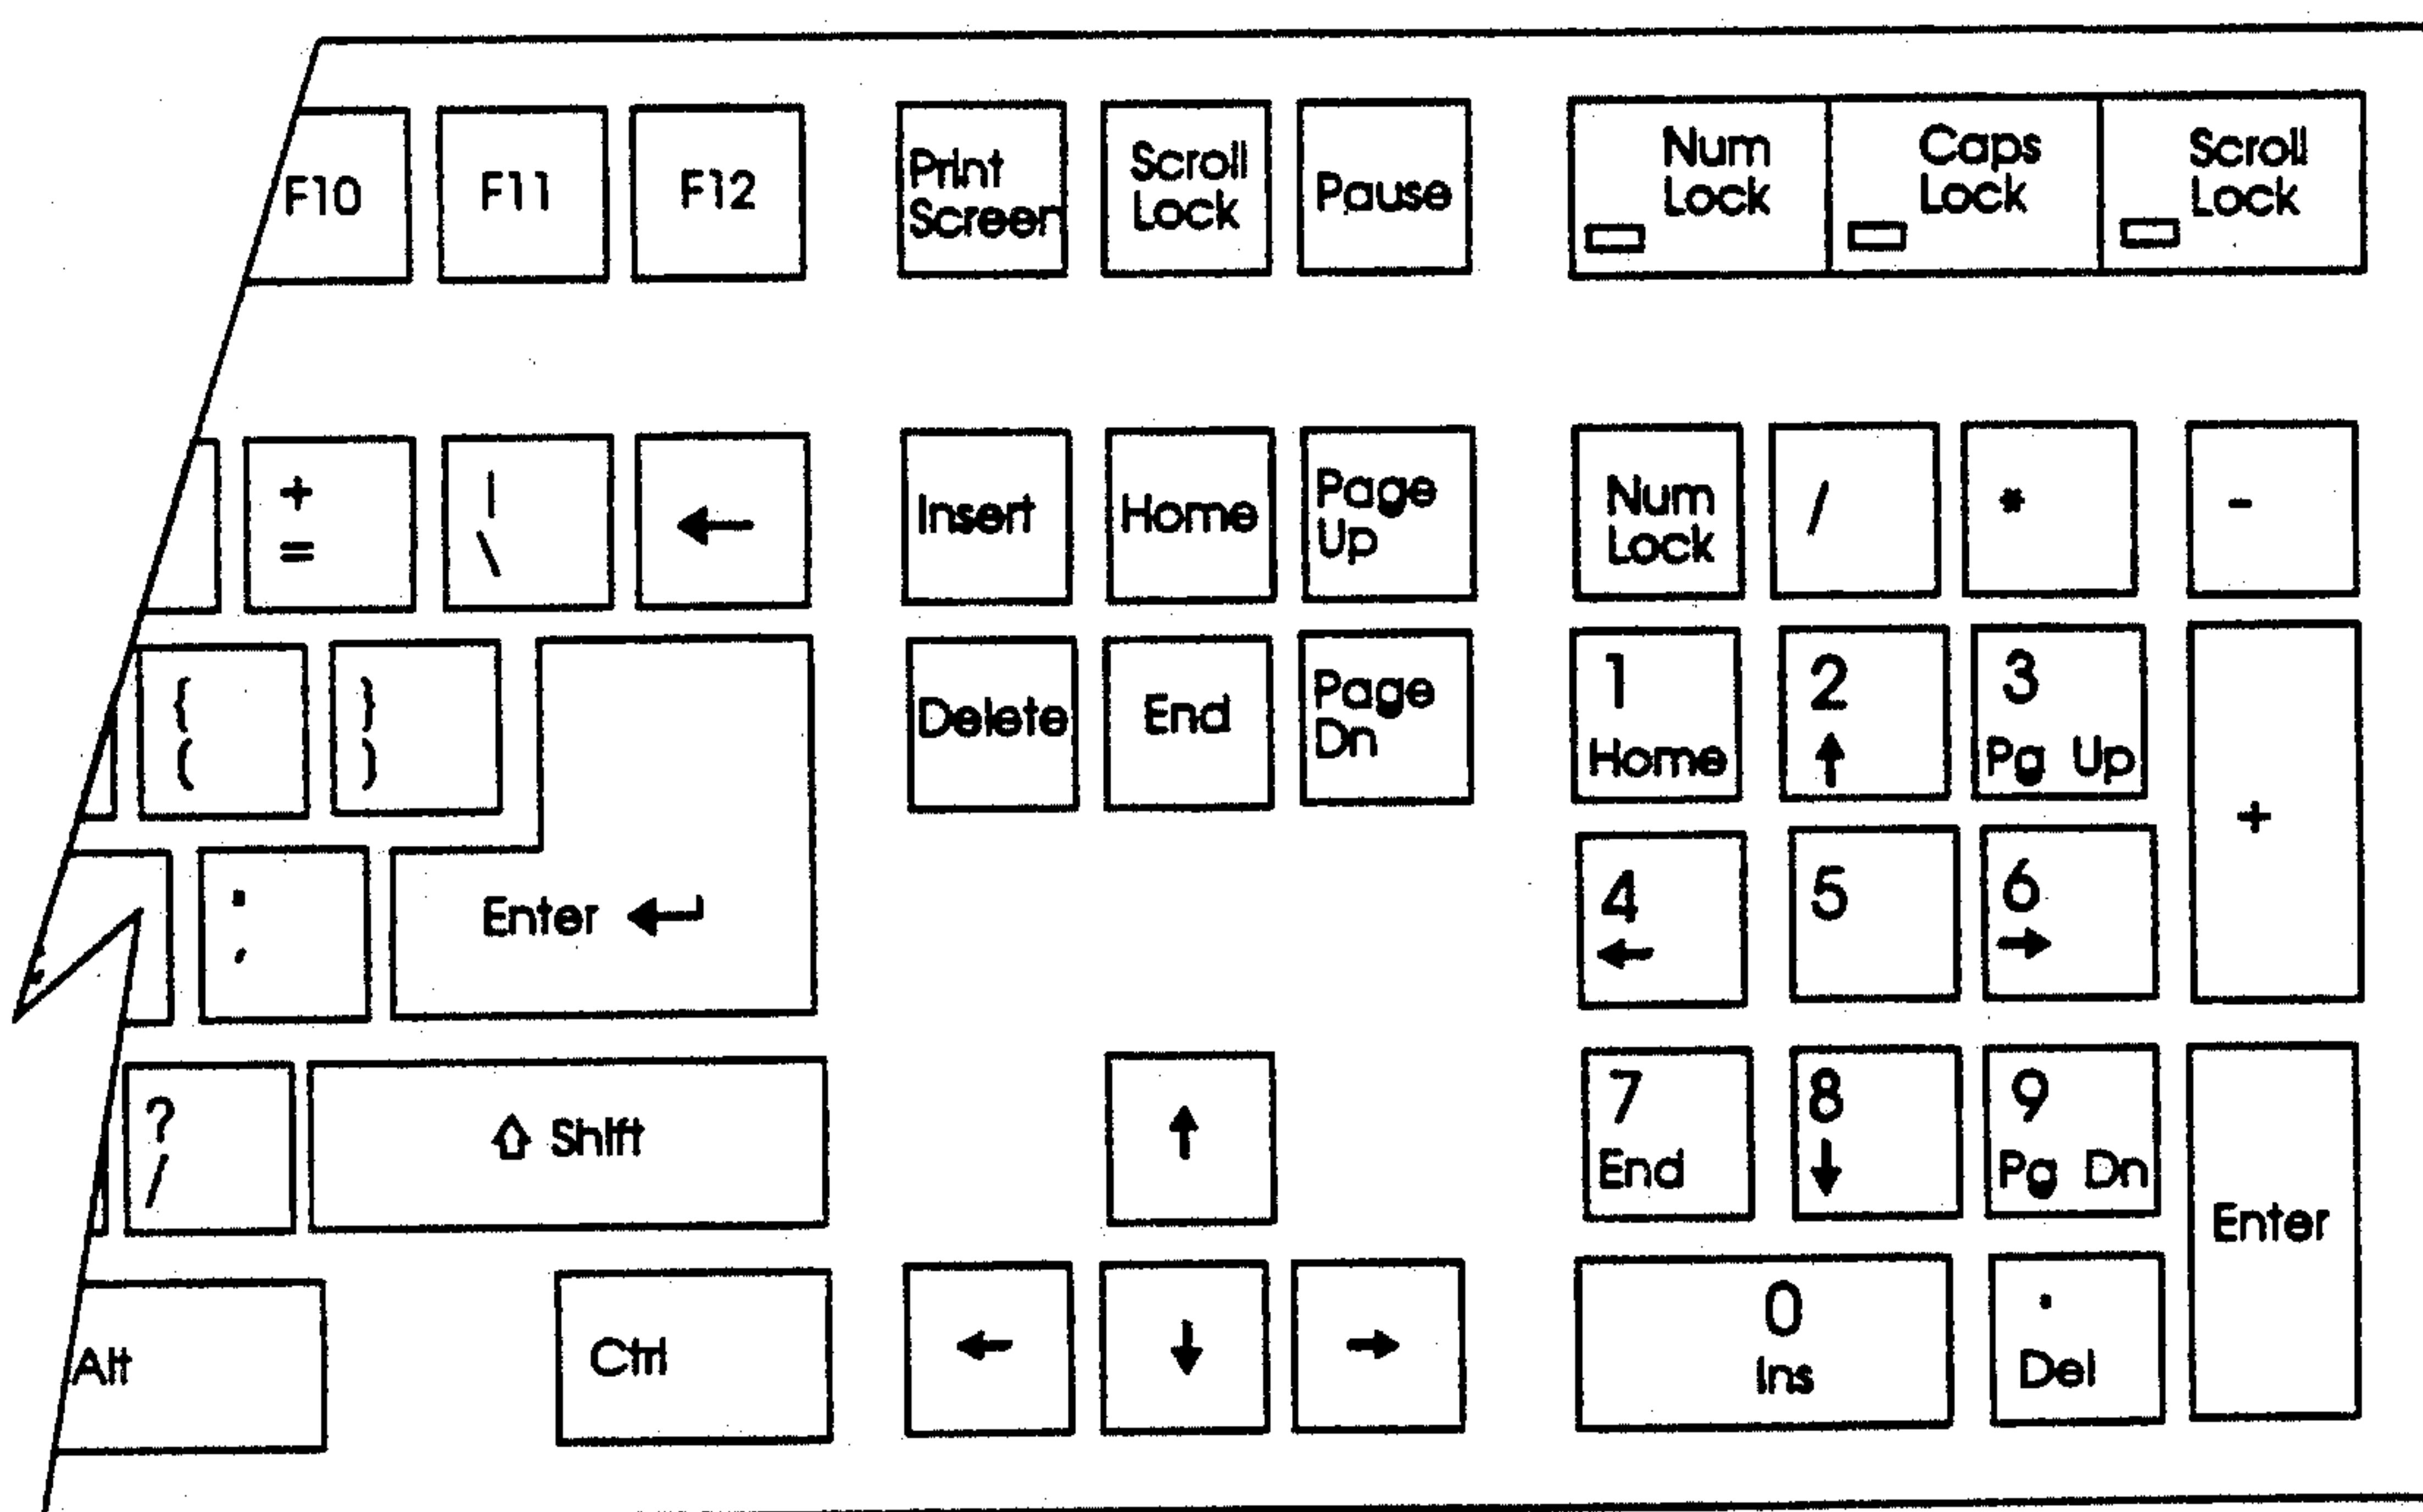 F10 F11 F12 Print Screen Scroll Lock Pause Num Lock Caps Lock Scroll Lock
+ = | \ ← Insert Home Page Up Num Lock / * -
{ ( } ) Delete End Page Dn 1 Home 2 ↑ 3 Pg Up +
Enter ↵ 4 ← 5 6 →
? / ⇧ Shift ↑ 7 End 8 ↓ 9 Pg Dn Enter
Alt Ctrl ← ↓ → 0 Ins . Del